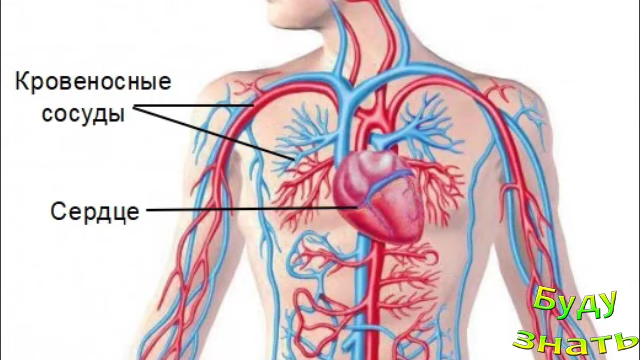 Кровеносные
сосуды
Сердце
Буду
знать